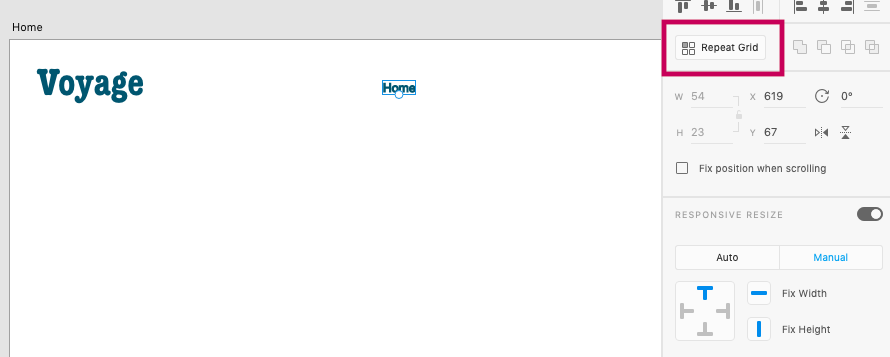 Home
Voyage
Home
Repeat Grid
W 54 X 619 0°
H 23 Y 67
Fix position when scrolling
RESPONSIVE RESIZE
Auto Manual
Fix Width
Fix Height